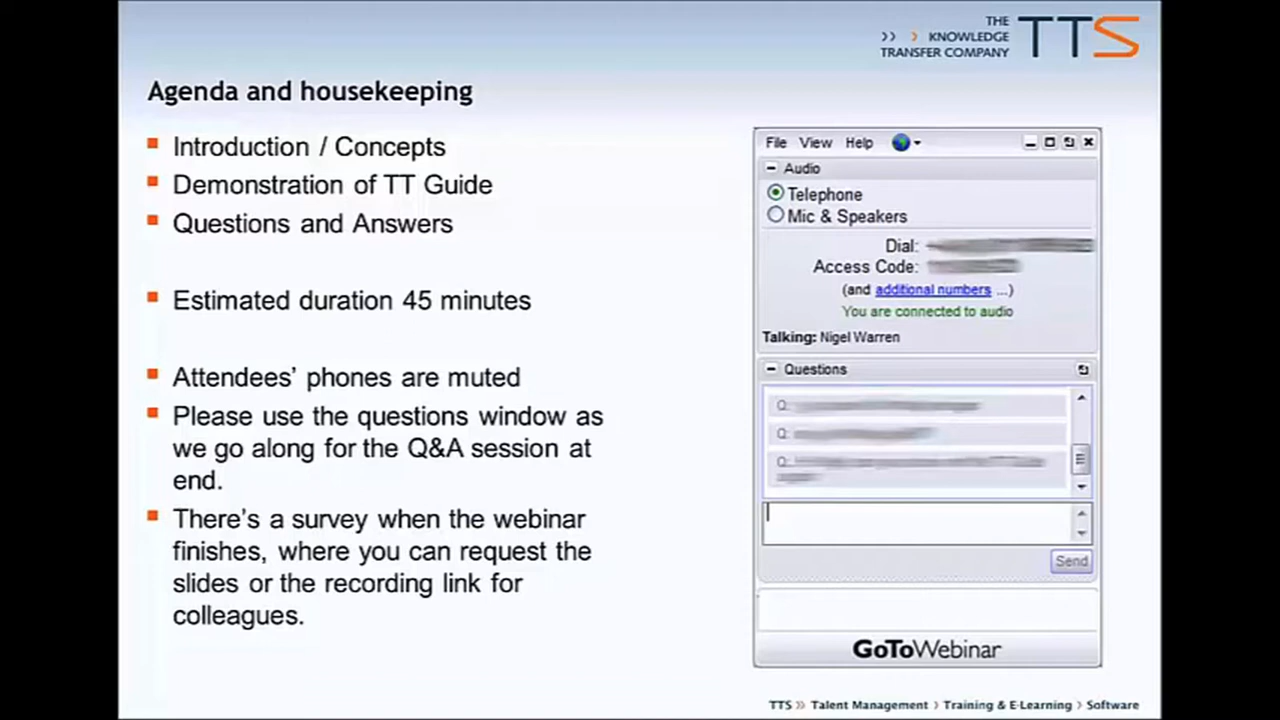 THE
>> > KNOWLEDGE
TRANSFER COMPANY
TTS
Agenda and housekeeping
Introduction / Concepts
Demonstration of TT Guide
Questions and Answers
Estimated duration 45 minutes
Attendees' phones are muted
Please use the questions window as
we go along for the Q&A session at
end.
There's a survey when the webinar
finishes, where you can request the
slides or the recording link for
colleagues.
File View Help
Audio
Telephone
Mic & Speakers
Dial:
Access Code:
(and additional numbers ...)
You are connected to audio
Talking: Nigel Warren
Questions
Q:
Q:
Q:
Send
GoToWebinar
TTS >> Talent Management > Training & E-Learning > Software